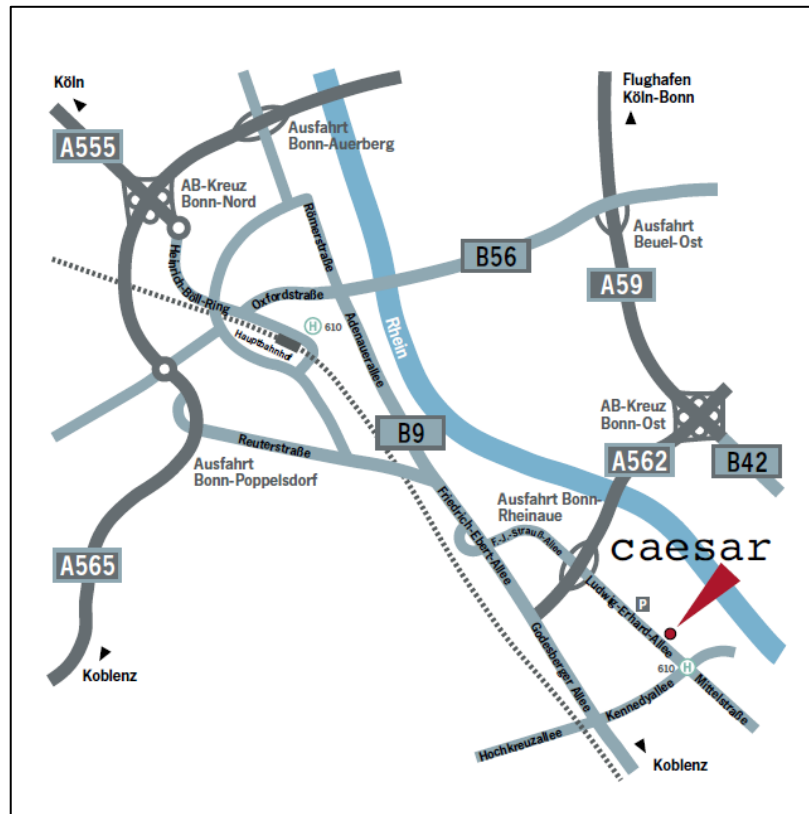 Köln
Flughafen
Köln-Bonn
A555
Ausfahrt
Bonn-Auerberg
AB-Kreuz
Bonn-Nord
Römerstraße
Ausfahrt
Beuel-Ost
B56
A59
Heinrich-Böll-Ring
Oxfordstraße
H 610
Hauptbahnhof
Adenauerallee
Rhein
AB-Kreuz
Bonn-Ost
B9
Reuterstraße
A562
B42
Ausfahrt
Bonn-Poppelsdorf
Ausfahrt Bonn-
Rheinaue
Friedrich-Ebert-Allee
F.-J.-Strauß-Allee
caesar
A565
Ludwig-Erhard-Allee
P
Godesberger Allee
610 H
Koblenz
Kennedyallee
Mittelstraße
Hochkreuzallee
Koblenz